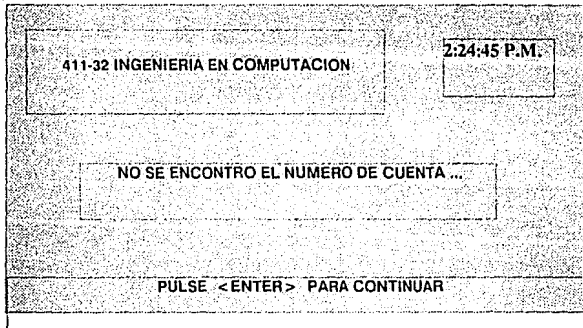 411-32 INGENIERIA EN COMPUTACION
2:24:45 P.M.
NO SE ENCONTRO EL NUMERO DE CUENTA ...
PULSE <ENTER> PARA CONTINUAR